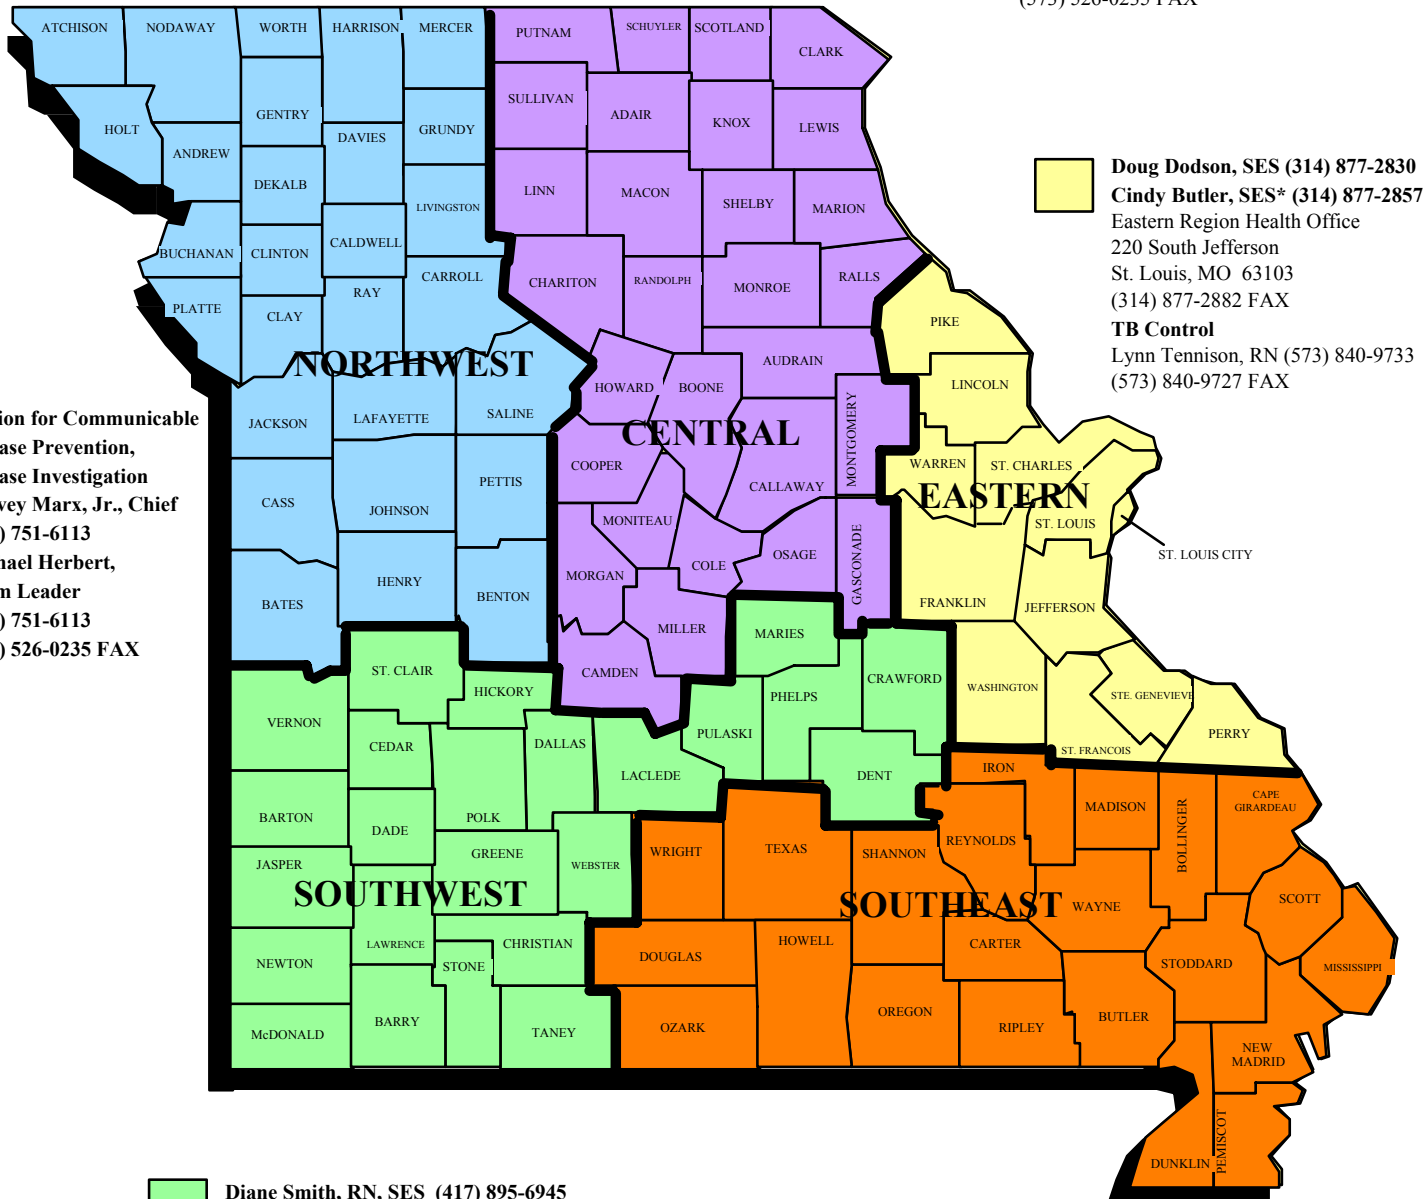 (573) 526-0235 FAX
ATCHISON
NODAWAY
WORTH
HARRISON
MERCER
PUTNAM
SCHUYLER
SCOTLAND
CLARK
HOLT
ANDREW
GENTRY
DAVIES
GRUNDY
SULLIVAN
ADAIR
KNOX
LEWIS
DEKALB
LIVINGSTON
LINN
MACON
SHELBY
MARION
BUCHANAN
CLINTON
CALDWELL
CARROLL
CHARITON
RANDOLPH
MONROE
RALLS
PLATTE
CLAY
RAY
NORTHWEST
PIKE
AUDRAIN
HOWARD
BOONE
LINCOLN
JACKSON
LAFAYETTE
SALINE
CENTRAL
MONTGOMERY
COOPER
CALLAWAY
WARREN
ST. CHARLES
EASTERN
CASS
JOHNSON
PETTIS
MONITEAU
COLE
OSAGE
GASCONADE
ST. LOUIS
ST. LOUIS CITY
BATES
HENRY
BENTON
MORGAN
MILLER
MARIES
FRANKLIN
JEFFERSON
CAMDEN
ST. CLAIR
HICKORY
PHELPS
CRAWFORD
WASHINGTON
STE. GENEVIEVE
VERNON
CEDAR
DALLAS
LACLEDE
PULASKI
DENT
ST. FRANCOIS
PERRY
IRON
BARTON
DADE
POLK
GREENE
WEBSTER
WRIGHT
TEXAS
SHANNON
REYNOLDS
MADISON
BOLLINGER
CAPE
GIRARDEAU
JASPER
SOUTHWEST
SOUTHEAST
WAYNE
SCOTT
LAWRENCE
CHRISTIAN
STONE
DOUGLAS
HOWELL
CARTER
STODDARD
MISSISSIPPI
NEWTON
McDONALD
BARRY
TANEY
OZARK
OREGON
RIPLEY
BUTLER
NEW
MADRID
DUNKLIN
PEMISCOT
Doug Dodson, SES (314) 877-2830
Cindy Butler, SES* (314) 877-2857
Eastern Region Health Office
220 South Jefferson
St. Louis, MO 63103
(314) 877-2882 FAX
TB Control
Lynn Tennison, RN (573) 840-9733
(573) 840-9727 FAX
ion for Communicable
ase Prevention,
ase Investigation
vey Marx, Jr., Chief
) 751-6113
hael Herbert,
m Leader
) 751-6113
) 526-0235 FAX
Diane Smith, RN, SES (417) 895-6945